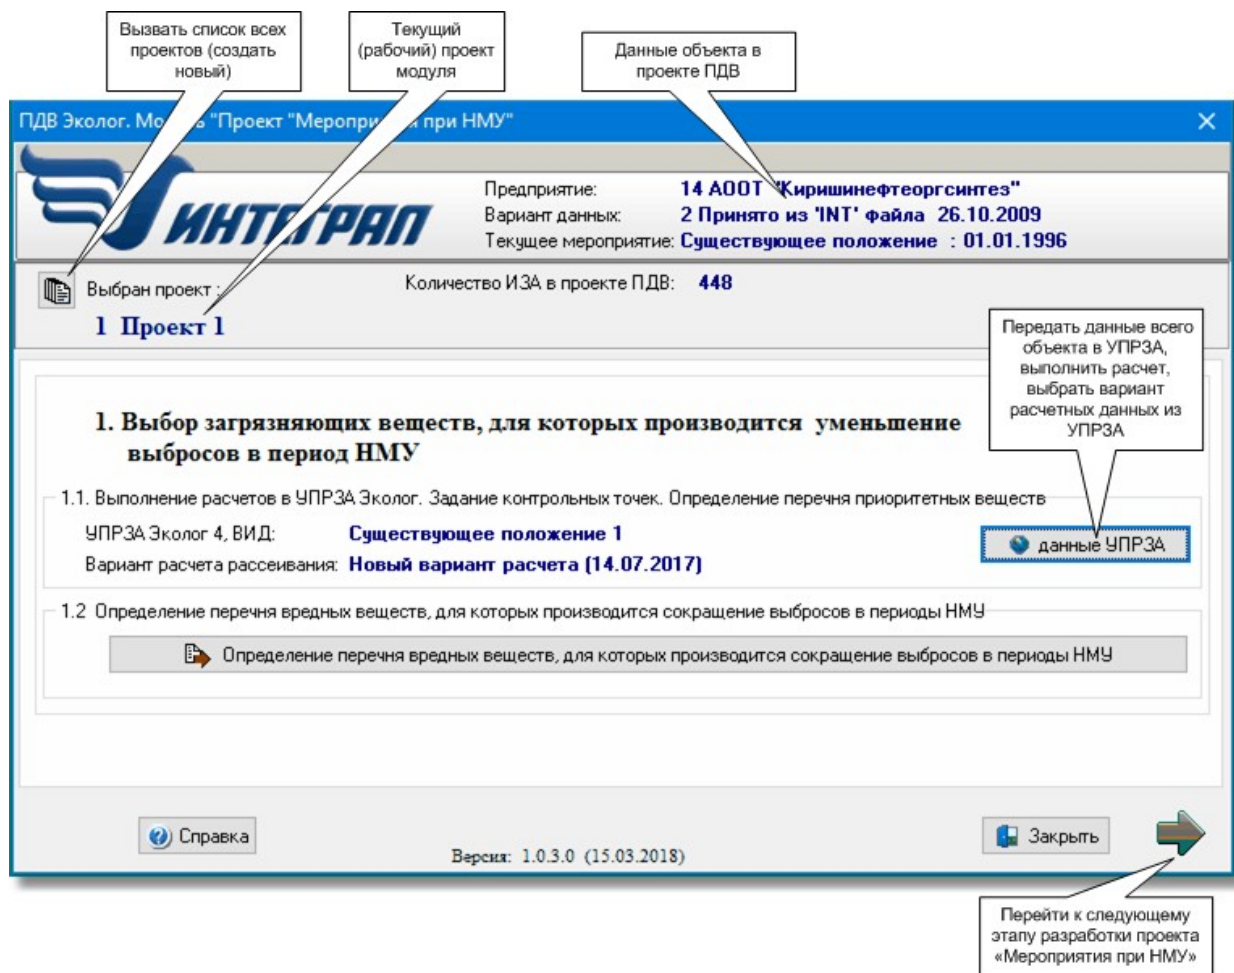 Вызвать список всех
проектов (создать
новый)
Текущий
(рабочий) проект
модуля
Данные объекта в
проекте ПДВ
ПДВ Эколог. "Проект "Мероприятия при НМУ"
ИНТЕГРАЛ
Предприятие: 14 АООТ "Киришинефтеоргсинтез"
Вариант данных: 2 Принято из 'INT' файла 26.10.2009
Текущее мероприятие: Существующее положение : 01.01.1996
Выбран проект :
Количество ИЗА в проекте ПДВ: 448
1 Проект 1
Передать данные всего
объекта в УПРЗА,
выполнить расчет,
выбрать вариант
расчетных данных из
УПРЗА
1. Выбор загрязняющих веществ, для которых производится уменьшение
выбросов в период НМУ
1.1. Выполнение расчетов в УПРЗА Эколог. Задание контрольных точек. Определение перечня приоритетных веществ
УПРЗА Эколог 4, ВИД: Существующее положение 1
данные УПРЗА
Вариант расчета рассеивания: Новый вариант расчета (14.07.2017)
1.2 Определение перечня вредных веществ, для которых производится сокращение выбросов в периоды НМУ
Определение перечня вредных веществ, для которых производится сокращение выбросов в периоды НМУ
Справка
Версия: 1.0.3.0 (15.03.2018)
Закрыть
Перейти к следующему
этапу разработки проекта
«Мероприятия при НМУ»